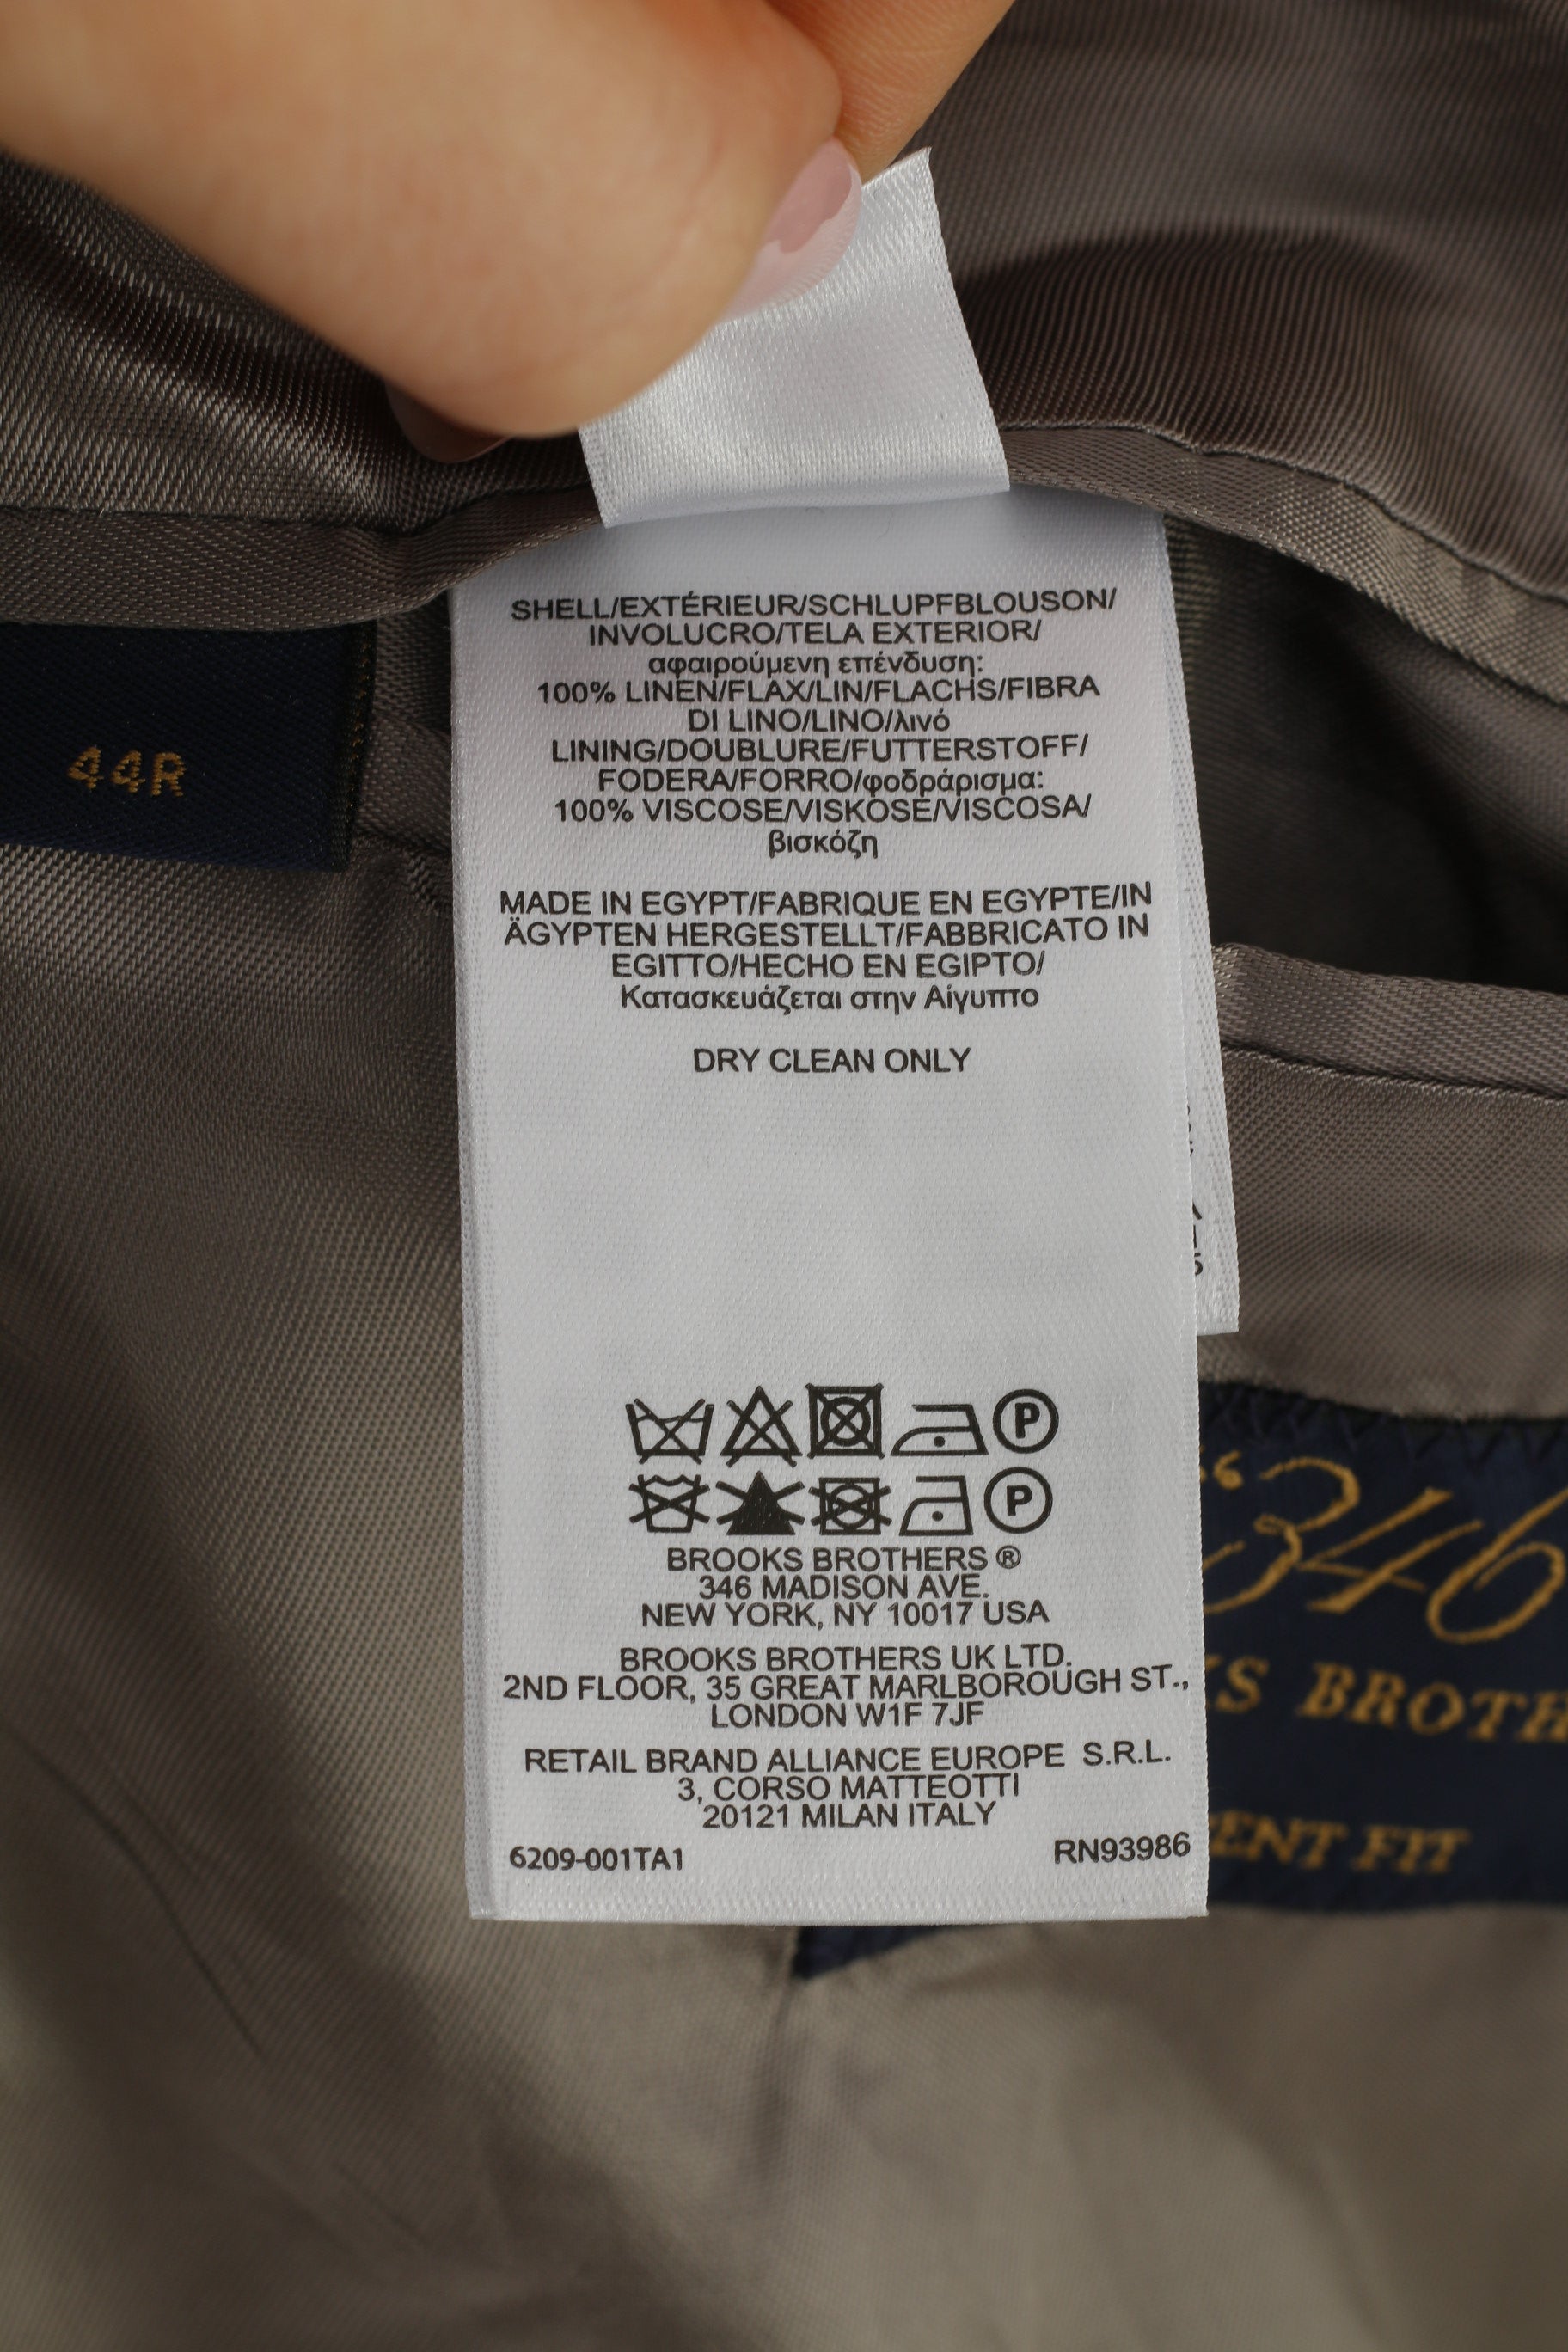 SHELL/EXTÉRIEUR/SCHLUPFBLOUSON/
INVOLUCRO/TELA EXTERIOR/
αφαιρούμενη επένδυση:
100% LINEN/FLAX/LIN/FLACHS/FIBRA
DI LINO/LINO/λινό
LINING/DOUBLURE/FUTTERSTOFF/
FODERA/FORRO/φοδράρισμα:
100% VISCOSE/VISKOSE/VISCOSA/
βισκόζη
MADE IN EGYPT/FABRIQUE EN EGYPTE/IN
ÄGYPTEN HERGESTELLT/FABBRICATO IN
EGITTO/HECHO EN EGIPTO/
Κατασκευάζεται στην Αίγυπτο
DRY CLEAN ONLY
P
P
BROOKS BROTHERS ®
346 MADISON AVE.
NEW YORK, NY 10017 USA
BROOKS BROTHERS UK LTD.
2ND FLOOR, 35 GREAT MARLBOROUGH ST.,
LONDON W1F 7JF
RETAIL BRAND ALLIANCE EUROPE S.R.L.
3, CORSO MATTEOTTI
20121 MILAN ITALY
6209-001TA1 RN93986
44R
"346
S BROTH
ENT FIT